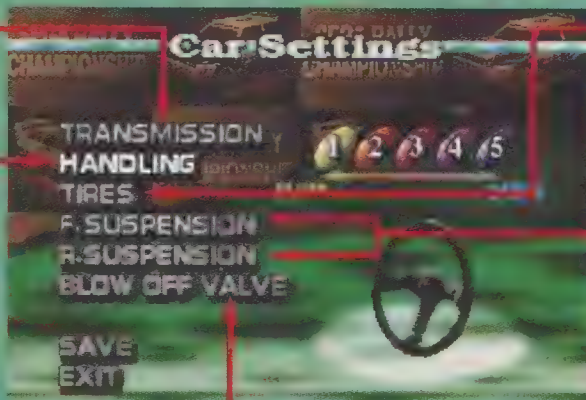 Car Settings
TRANSMISSION
HANDLING
1 2 3 4 5
TIRES
F. SUSPENSION
R. SUSPENSION
BLOW OFF VALVE
SAVE
EXIT